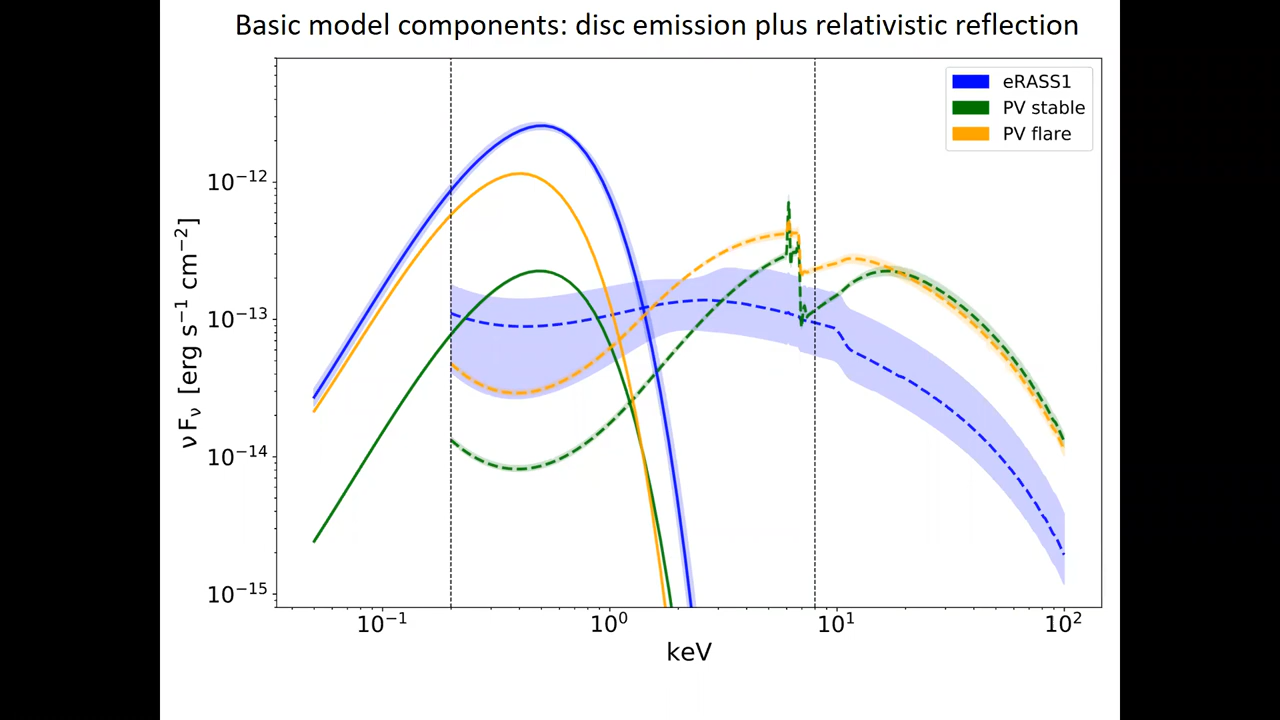 Basic model components: disc emission plus relativistic reflection
eRASS1
PV stable
PV flare
10⁻¹²
10⁻¹³
10⁻¹⁴
10⁻¹⁵
ν Fν [erg s⁻¹ cm⁻²]
10⁻¹ 10⁰ 10¹ 10²
keV